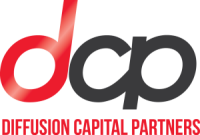 dcp
DIFFUSION CAPITAL PARTNERS